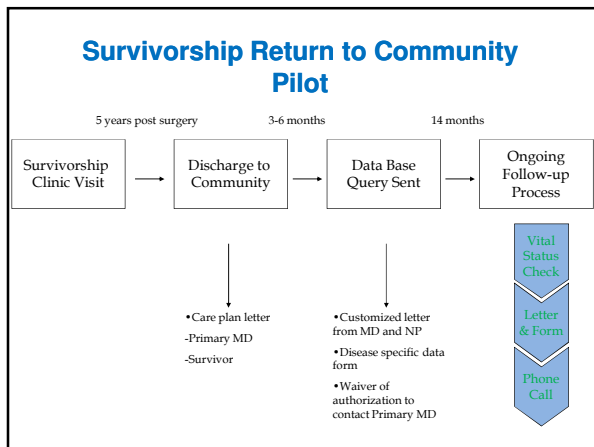 Survivorship Return to Community
Pilot
5 years post surgery
3-6 months
14 months
Survivorship
Clinic Visit
Discharge to
Community
Data Base
Query Sent
Ongoing
Follow-up
Process
•Care plan letter
-Primary MD
-Survivor
•Customized letter
from MD and NP
•Disease specific data
form
•Waiver of
authorization to
contact Primary MD
Vital
Status
Check
Letter
& Form
Phone
Call